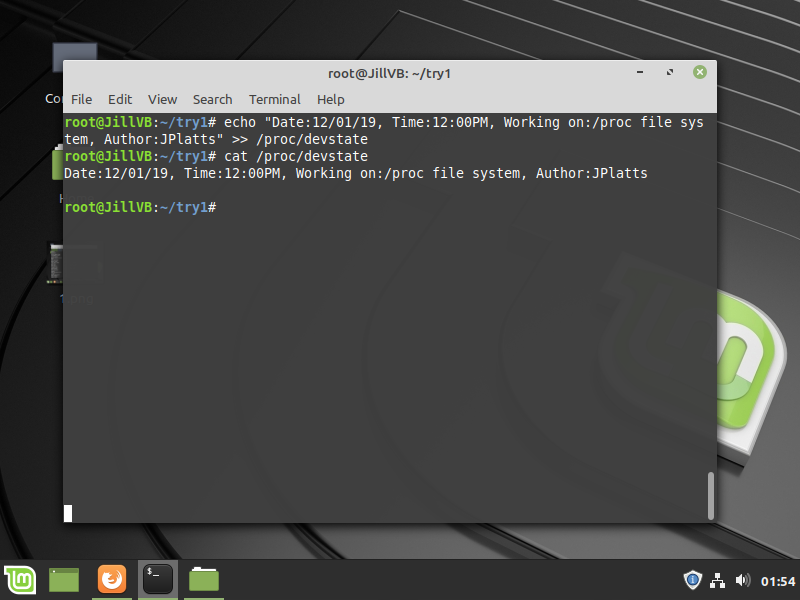 root@JillVB: ~/try1
Co
File Edit View Search Terminal Help
root@JillVB:~/try1# echo "Date:12/01/19, Time:12:00PM, Working on:/proc file sys
tem, Author:JPlatts" >> /proc/devstate
root@JillVB:~/try1# cat /proc/devstate
Date:12/01/19, Time:12:00PM, Working on:/proc file system, Author:JPlatts
root@JillVB:~/try1#
01:54